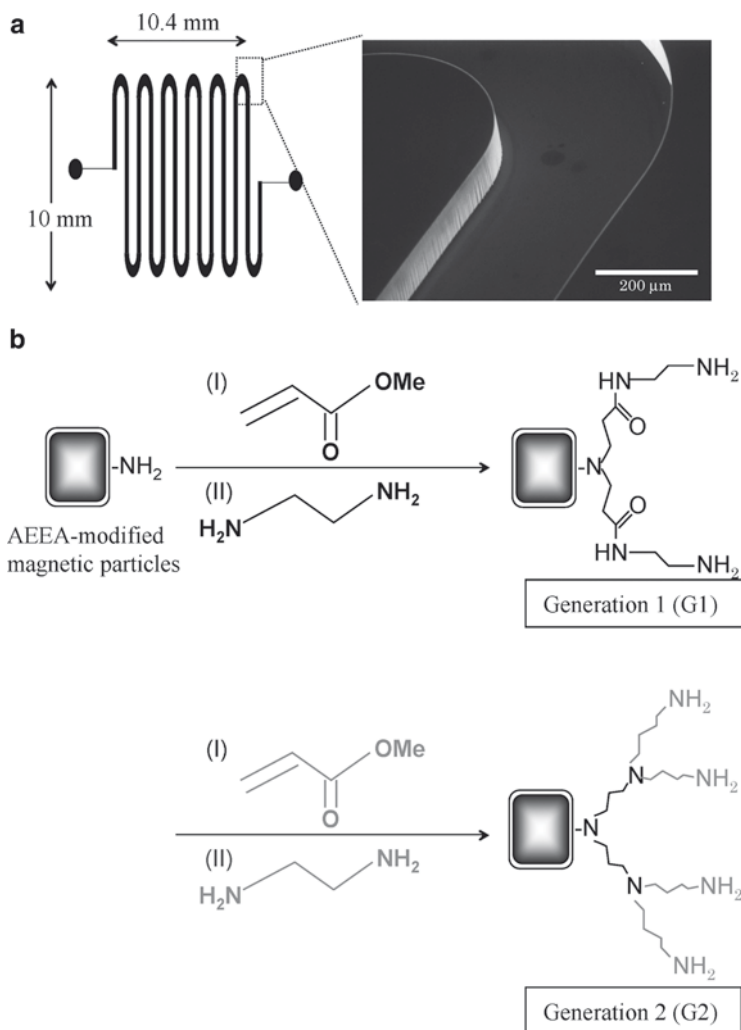 a
10.4 mm
10 mm
200 µm
b
(I)
OMe
O
-NH2
(II)
H2N
NH2
AEEA-modified
magnetic particles
NH2
HN
O
-N
O
HN
NH2
Generation 1 (G1)
(I)
OMe
O
(II)
H2N
NH2
NH2
N
NH2
-N
N
NH2
NH2
Generation 2 (G2)